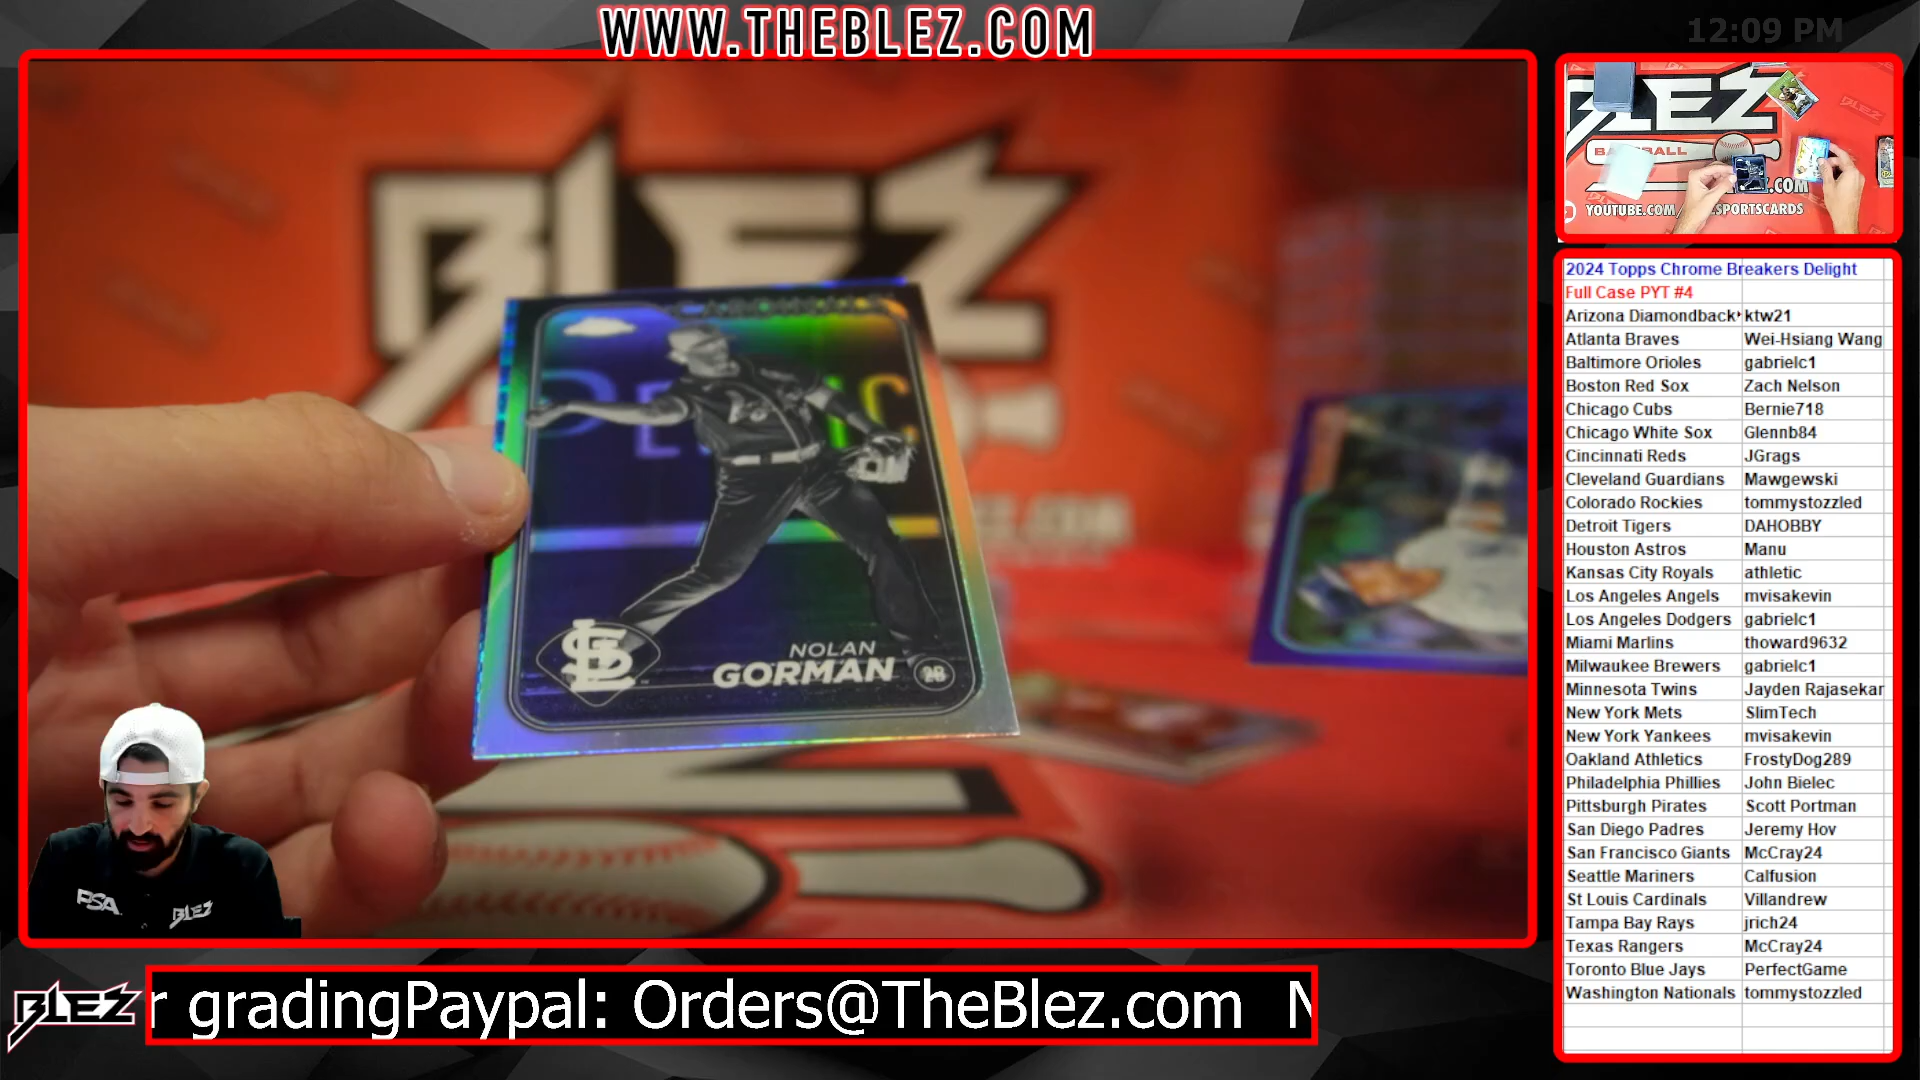 WWW.THEBLEZ.COM
12:09 PM
BLEZ
NOLAN
GORMAN
2B
PSA
BLEZ
BLEZ
BASEBALL
.COM
YOUTUBE.COM/
SPORTSCARDS
2024 Topps Chrome Breakers Delight
Full Case PYT #4
Arizona Diamondback ktw21
Atlanta Braves Wei-Hsiang Wang
Baltimore Orioles gabrielc1
Boston Red Sox Zach Nelson
Chicago Cubs Bernie718
Chicago White Sox Glennb84
Cincinnati Reds JGrags
Cleveland Guardians Mawgewski
Colorado Rockies tommystozzled
Detroit Tigers DAHOBBY
Houston Astros Manu
Kansas City Royals athletic
Los Angeles Angels mvisakevin
Los Angeles Dodgers gabrielc1
Miami Marlins thoward9632
Milwaukee Brewers gabrielc1
Minnesota Twins Jayden Rajasekar
New York Mets SlimTech
New York Yankees mvisakevin
Oakland Athletics FrostyDog289
Philadelphia Phillies John Bielec
Pittsburgh Pirates Scott Portman
San Diego Padres Jeremy Hov
San Francisco Giants McCray24
Seattle Mariners Calfusion
St Louis Cardinals Villandrew
Tampa Bay Rays jrich24
Texas Rangers McCray24
Toronto Blue Jays PerfectGame
Washington Nationals tommystozzled
BLEZ
r gradingPaypal: Orders@TheBlez.com N